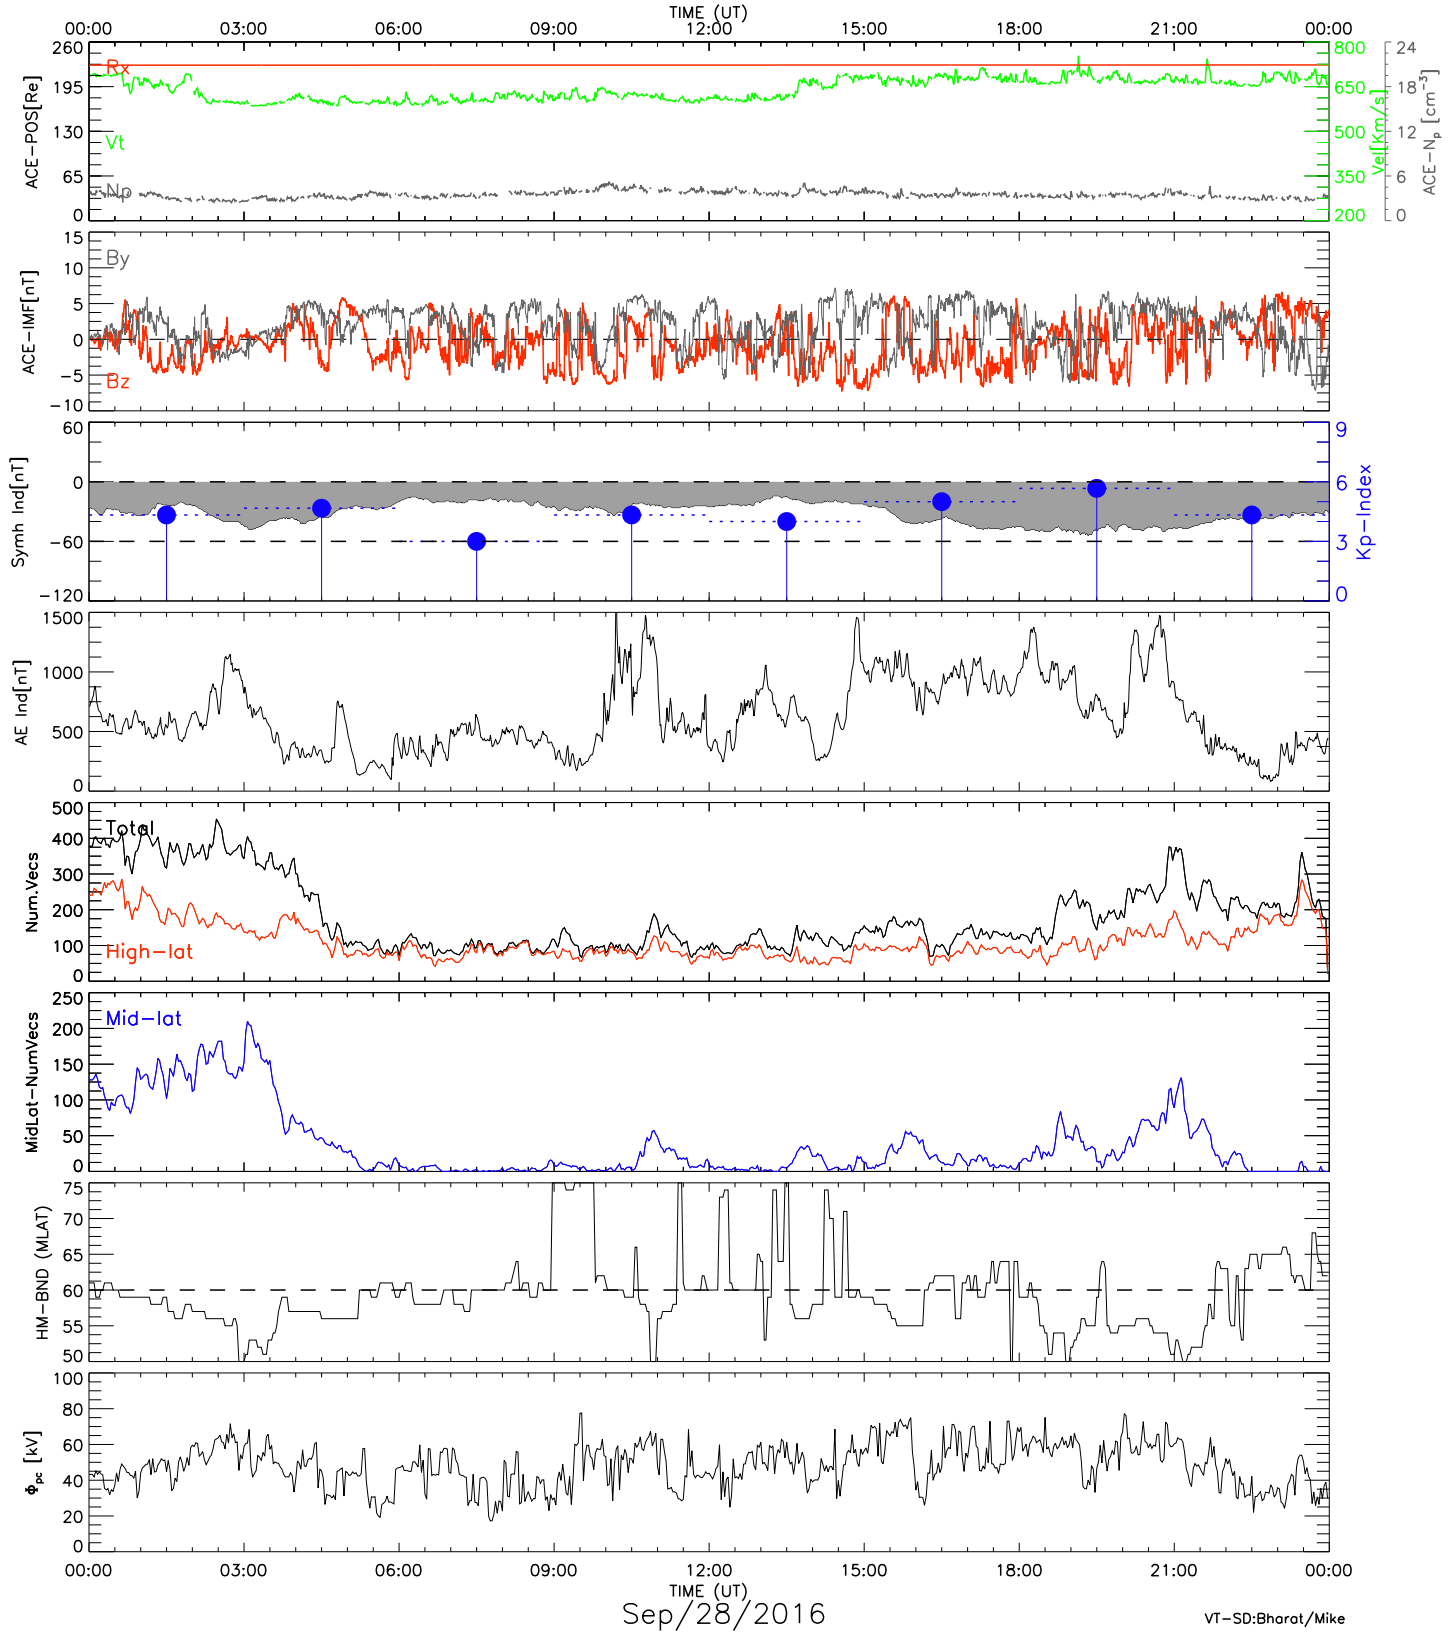 TIME (UT)
00:00 03:00 06:00 09:00 12:00 15:00 18:00 21:00 00:00
ACE-POS[Re]
260
195
130
65
0
Rx
Vt
Np
800
650
500
350
200
Vel[Km/s]
24
18
12
6
0
ACE-Np [cm-3]
ACE-IMF[nT]
15
10
5
0
-5
-10
By
Bz
Symh Ind[nT]
60
0
-60
-120
9
6
3
0
Kp-Index
AE Ind[nT]
1500
1000
500
0
Num.Vecs
500
400
300
200
100
0
Total
High-lat
MidLat-NumVecs
250
200
150
100
50
0
Mid-lat
HM-BND (MLAT)
75
70
65
60
55
50
Φpc [kV]
100
80
60
40
20
0
00:00 03:00 06:00 09:00 12:00 15:00 18:00 21:00 00:00
TIME (UT)
Sep/28/2016
VT-SD:Bharat/Mike